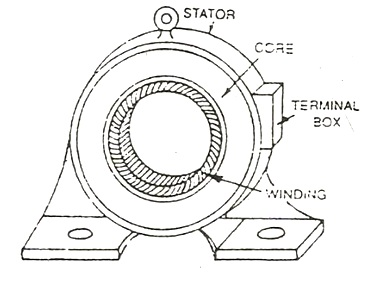 STATOR
CORE
TERMINAL
BOX
WINDING